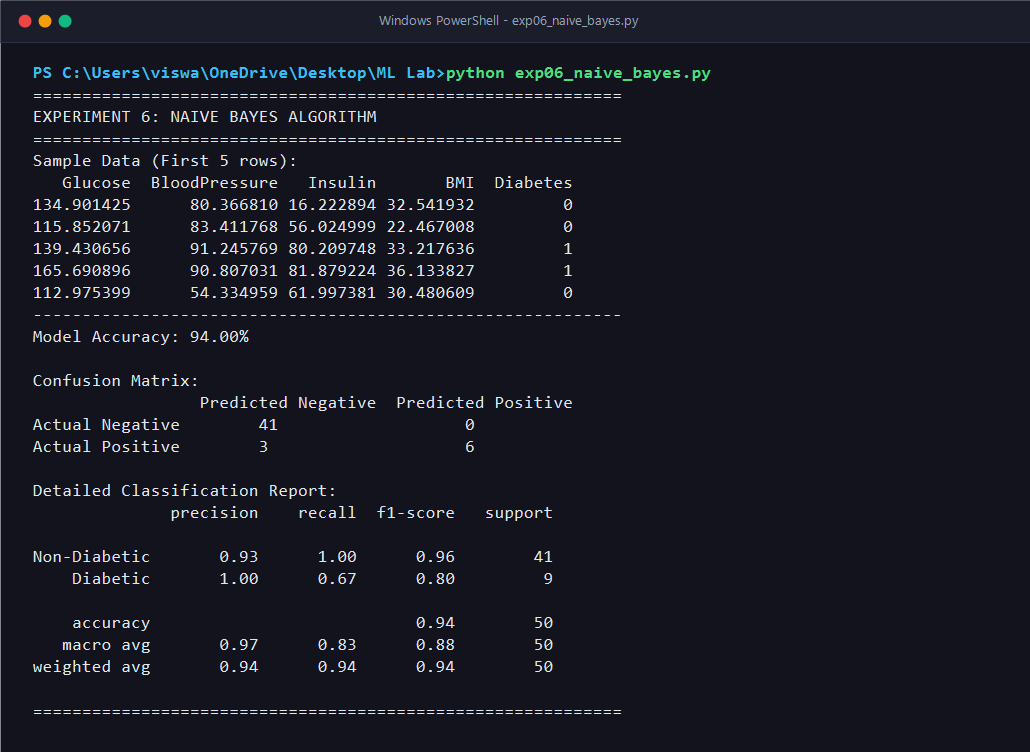 Windows PowerShell - exp06_naive_bayes.py
PS C:\Users\viswa\OneDrive\Desktop\ML Lab>python exp06_naive_bayes.py
============================================================
EXPERIMENT 6: NAIVE BAYES ALGORITHM
============================================================
Sample Data (First 5 rows):
   Glucose  BloodPressure   Insulin       BMI  Diabetes
134.901425      80.366810 16.222894 32.541932         0
115.852071      83.411768 56.024999 22.467008         0
139.430656      91.245769 80.209748 33.217636         1
165.690896      90.807031 81.879224 36.133827         1
112.975399      54.334959 61.997381 30.480609         0
------------------------------------------------------------
Model Accuracy: 94.00%
Confusion Matrix:
                 Predicted Negative  Predicted Positive
Actual Negative        41                   0
Actual Positive        3                    6
Detailed Classification Report:
              precision    recall  f1-score   support
Non-Diabetic       0.93      1.00      0.96        41
    Diabetic       1.00      0.67      0.80         9
    accuracy                           0.94        50
   macro avg       0.97      0.83      0.88        50
weighted avg       0.94      0.94      0.94        50
============================================================